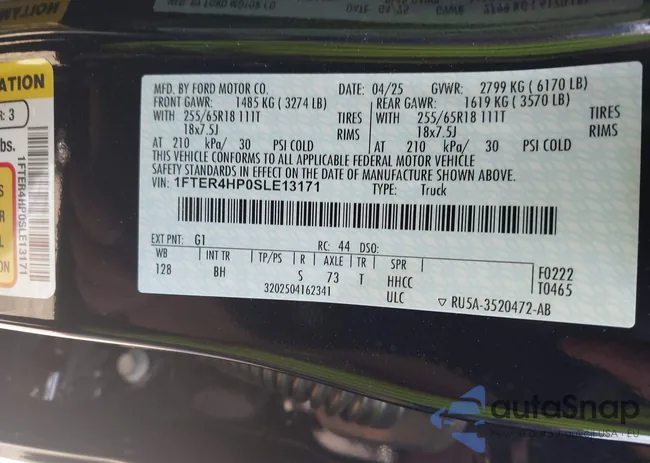 MFD. BY FORD MOTOR CO. DATE: 04/25 GVWR: 2799 KG ( 6170 LB)
FRONT GAWR: 1485 KG ( 3274 LB) REAR GAWR: 1619 KG ( 3570 LB)
WITH 255/65R18 111T TIRES WITH 255/65R18 111T TIRES
18x7.5J RIMS 18x7.5J RIMS
AT 210 kPa/ 30 PSI COLD AT 210 kPa/ 30 PSI COLD
THIS VEHICLE CONFORMS TO ALL APPLICABLE FEDERAL MOTOR VEHICLE
SAFETY STANDARDS IN EFFECT ON THE DATE OF MANUFACTURE SHOWN ABOVE.
VIN: 1FTER4HP0SLE13171 TYPE: Truck
EXT PNT: G1 RC: 44 DSO:
WB INT TR TP/PS R AXLE TR SPR
128 BH S 73 T HHCC
ULC
F0222
T0465
3202504162341 ▽ RU5A-3520472-AB
R: 3
bs.
1FTER4HP0SLE13171
autoSnap